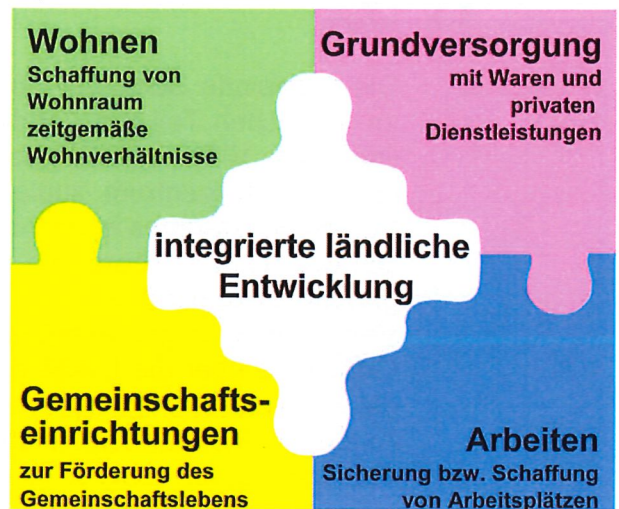 Wohnen
Schaffung von
Wohnraum
zeitgemäße
Wohnverhältnisse
Grundversorgung
mit Waren und
privaten
Dienstleistungen
integrierte ländliche
Entwicklung
Gemeinschafts-
einrichtungen
zur Förderung des
Gemeinschaftslebens
Arbeiten
Sicherung bzw. Schaffung
von Arbeitsplätzen